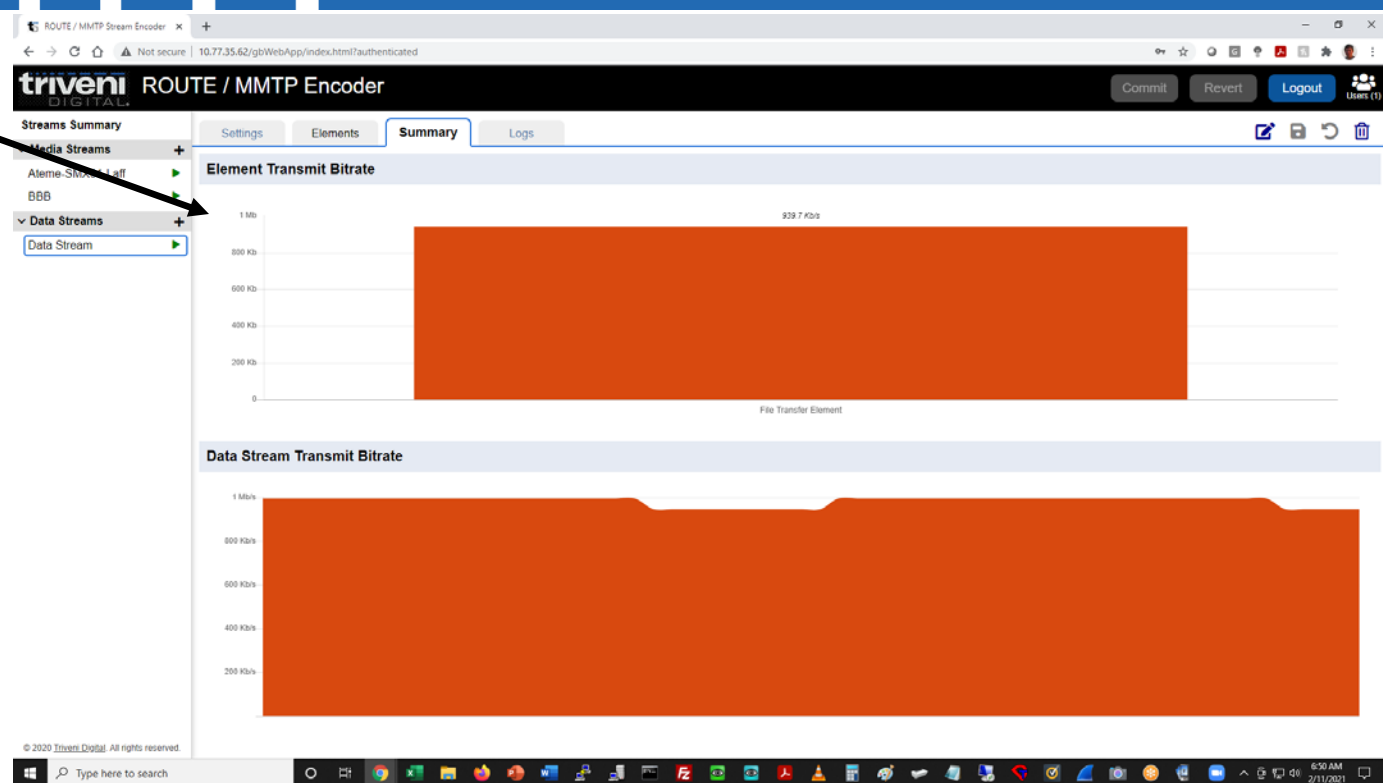 ROUTE / MMTP Stream Encoder
Not secure | 10.77.35.62/gbWebApp/index.html?authenticated
triveni DIGITAL. ROUTE / MMTP Encoder
Commit
Revert
Logout
Users (1)
Streams Summary
Settings
Elements
Summary
Logs
Media Streams
BBB
Data Streams
Data Stream
Element Transmit Bitrate
1 Mb
939.7 Kb/s
800 Kb
600 Kb
400 Kb
200 Kb
0
File Transfer Element
Data Stream Transmit Bitrate
1 Mb/s
800 Kb/s
600 Kb/s
400 Kb/s
200 Kb/s
© 2020 Triveni Digital. All rights reserved.
Type here to search
6:50 AM
2/11/2021